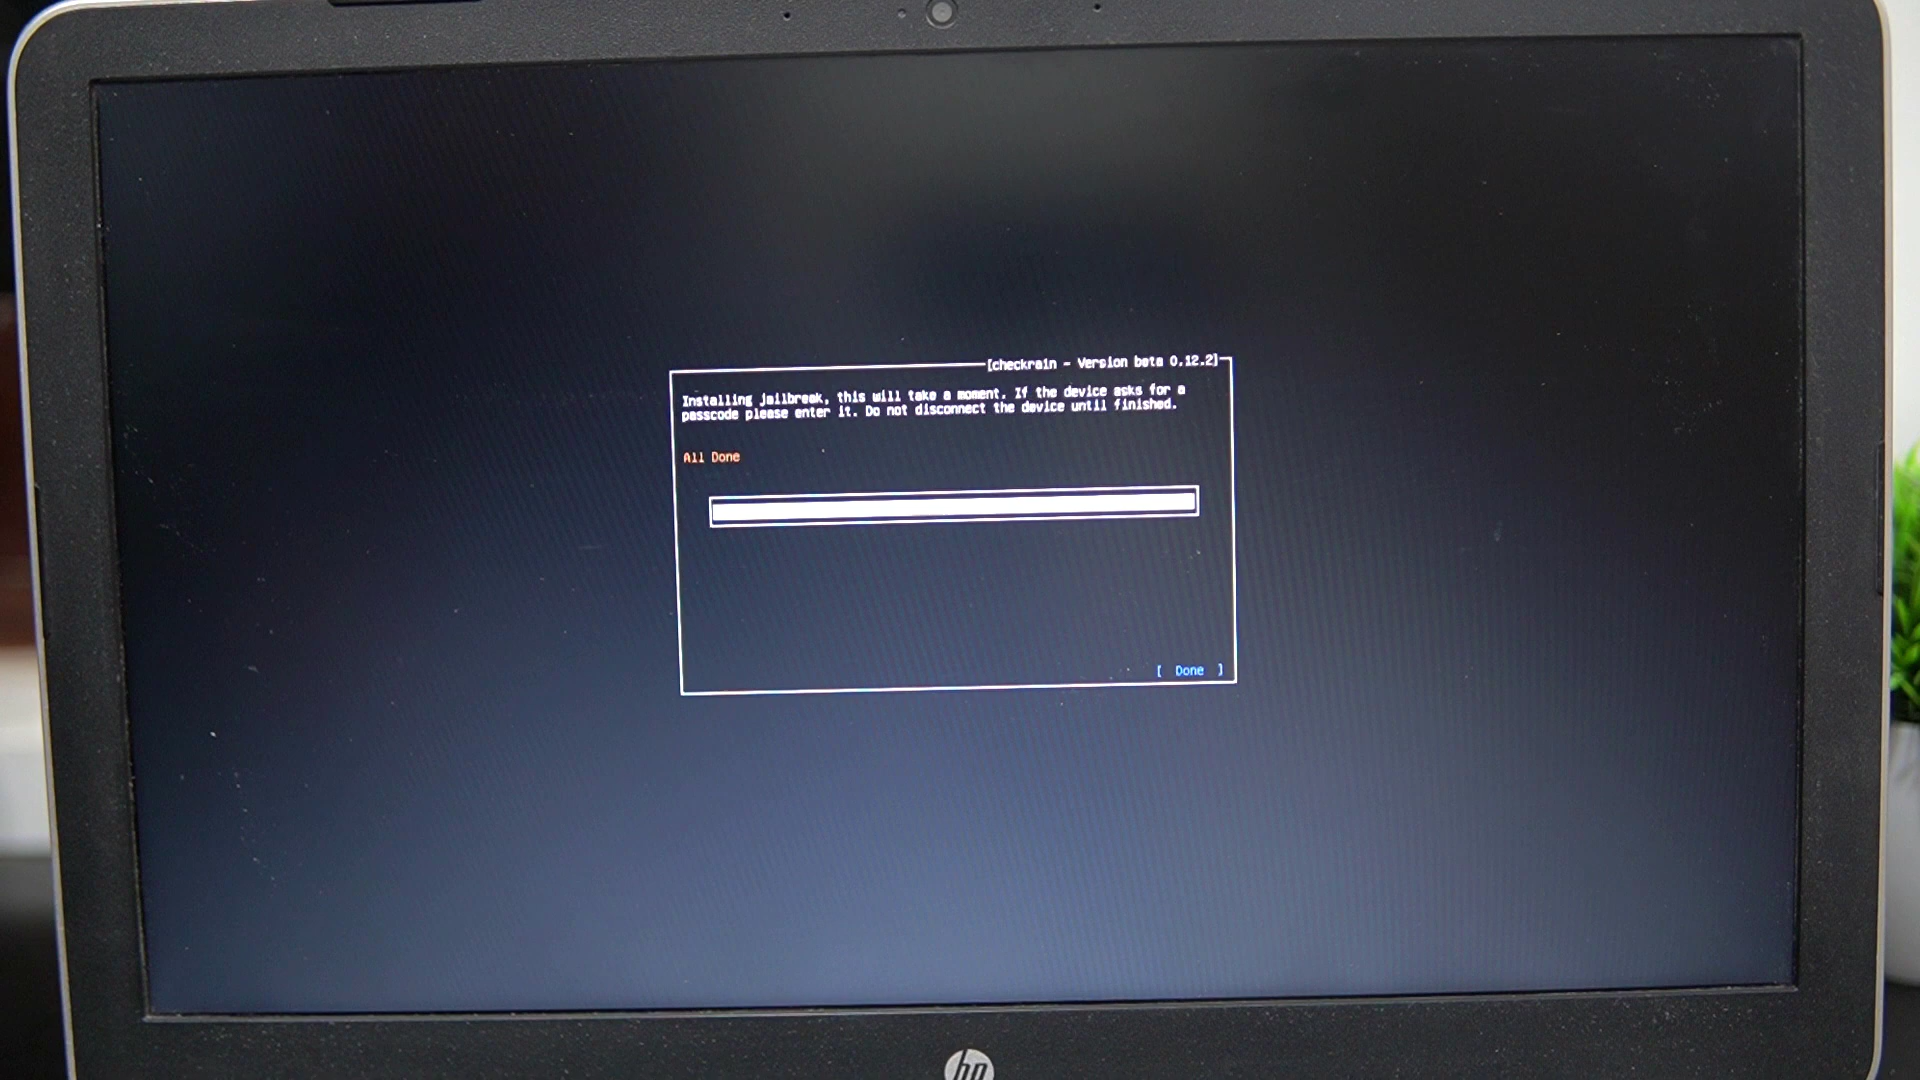 [checkra1n - Version beta 0.12.2]
Installing jailbreak, this will take a moment. If the device asks for a
passcode please enter it. Do not disconnect the device until finished.
All Done
[ Done ]
hp